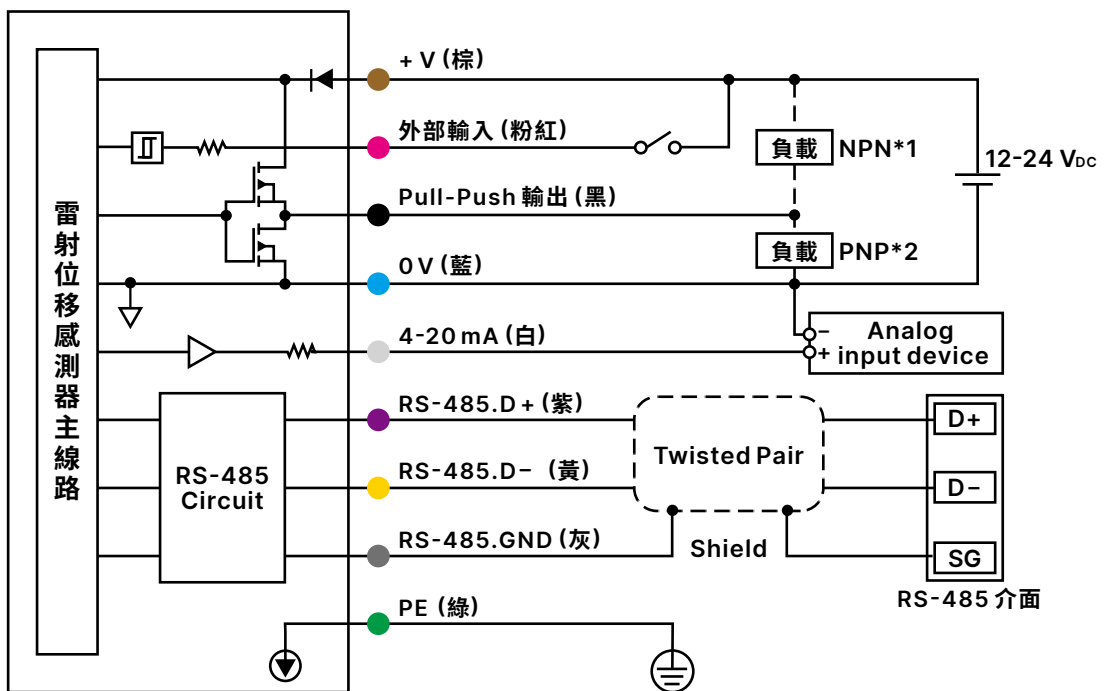 雷射位移感測器主線路
+ V (棕)
外部輸入 (粉紅)
負載 NPN*1
12-24 VDC
Pull-Push 輸出 (黑)
負載 PNP*2
0 V (藍)
4-20 mA (白)
−
+
Analog
input device
RS-485
Circuit
RS-485.D+ (紫)
RS-485.D− (黃)
RS-485.GND (灰)
Twisted Pair
Shield
D+
D−
SG
RS-485 介面
PE (綠)